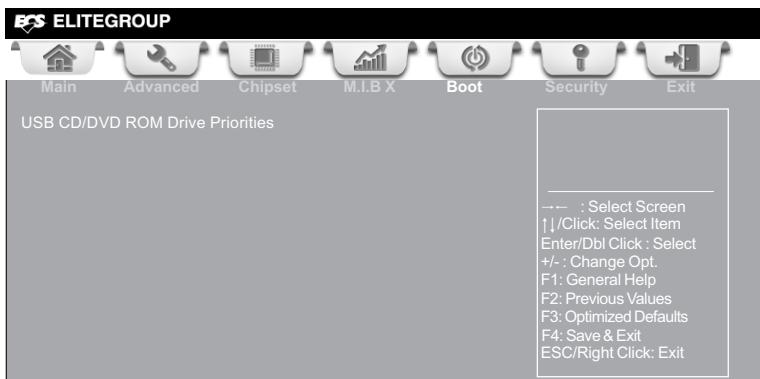 ECS ELITEGROUP
Main Advanced Chipset M.I.B X Boot Security Exit
USB CD/DVD ROM Drive Priorities
→← : Select Screen
↑↓/Click: Select Item
Enter/Dbl Click : Select
+/- : Change Opt.
F1: General Help
F2: Previous Values
F3: Optimized Defaults
F4: Save & Exit
ESC/Right Click: Exit